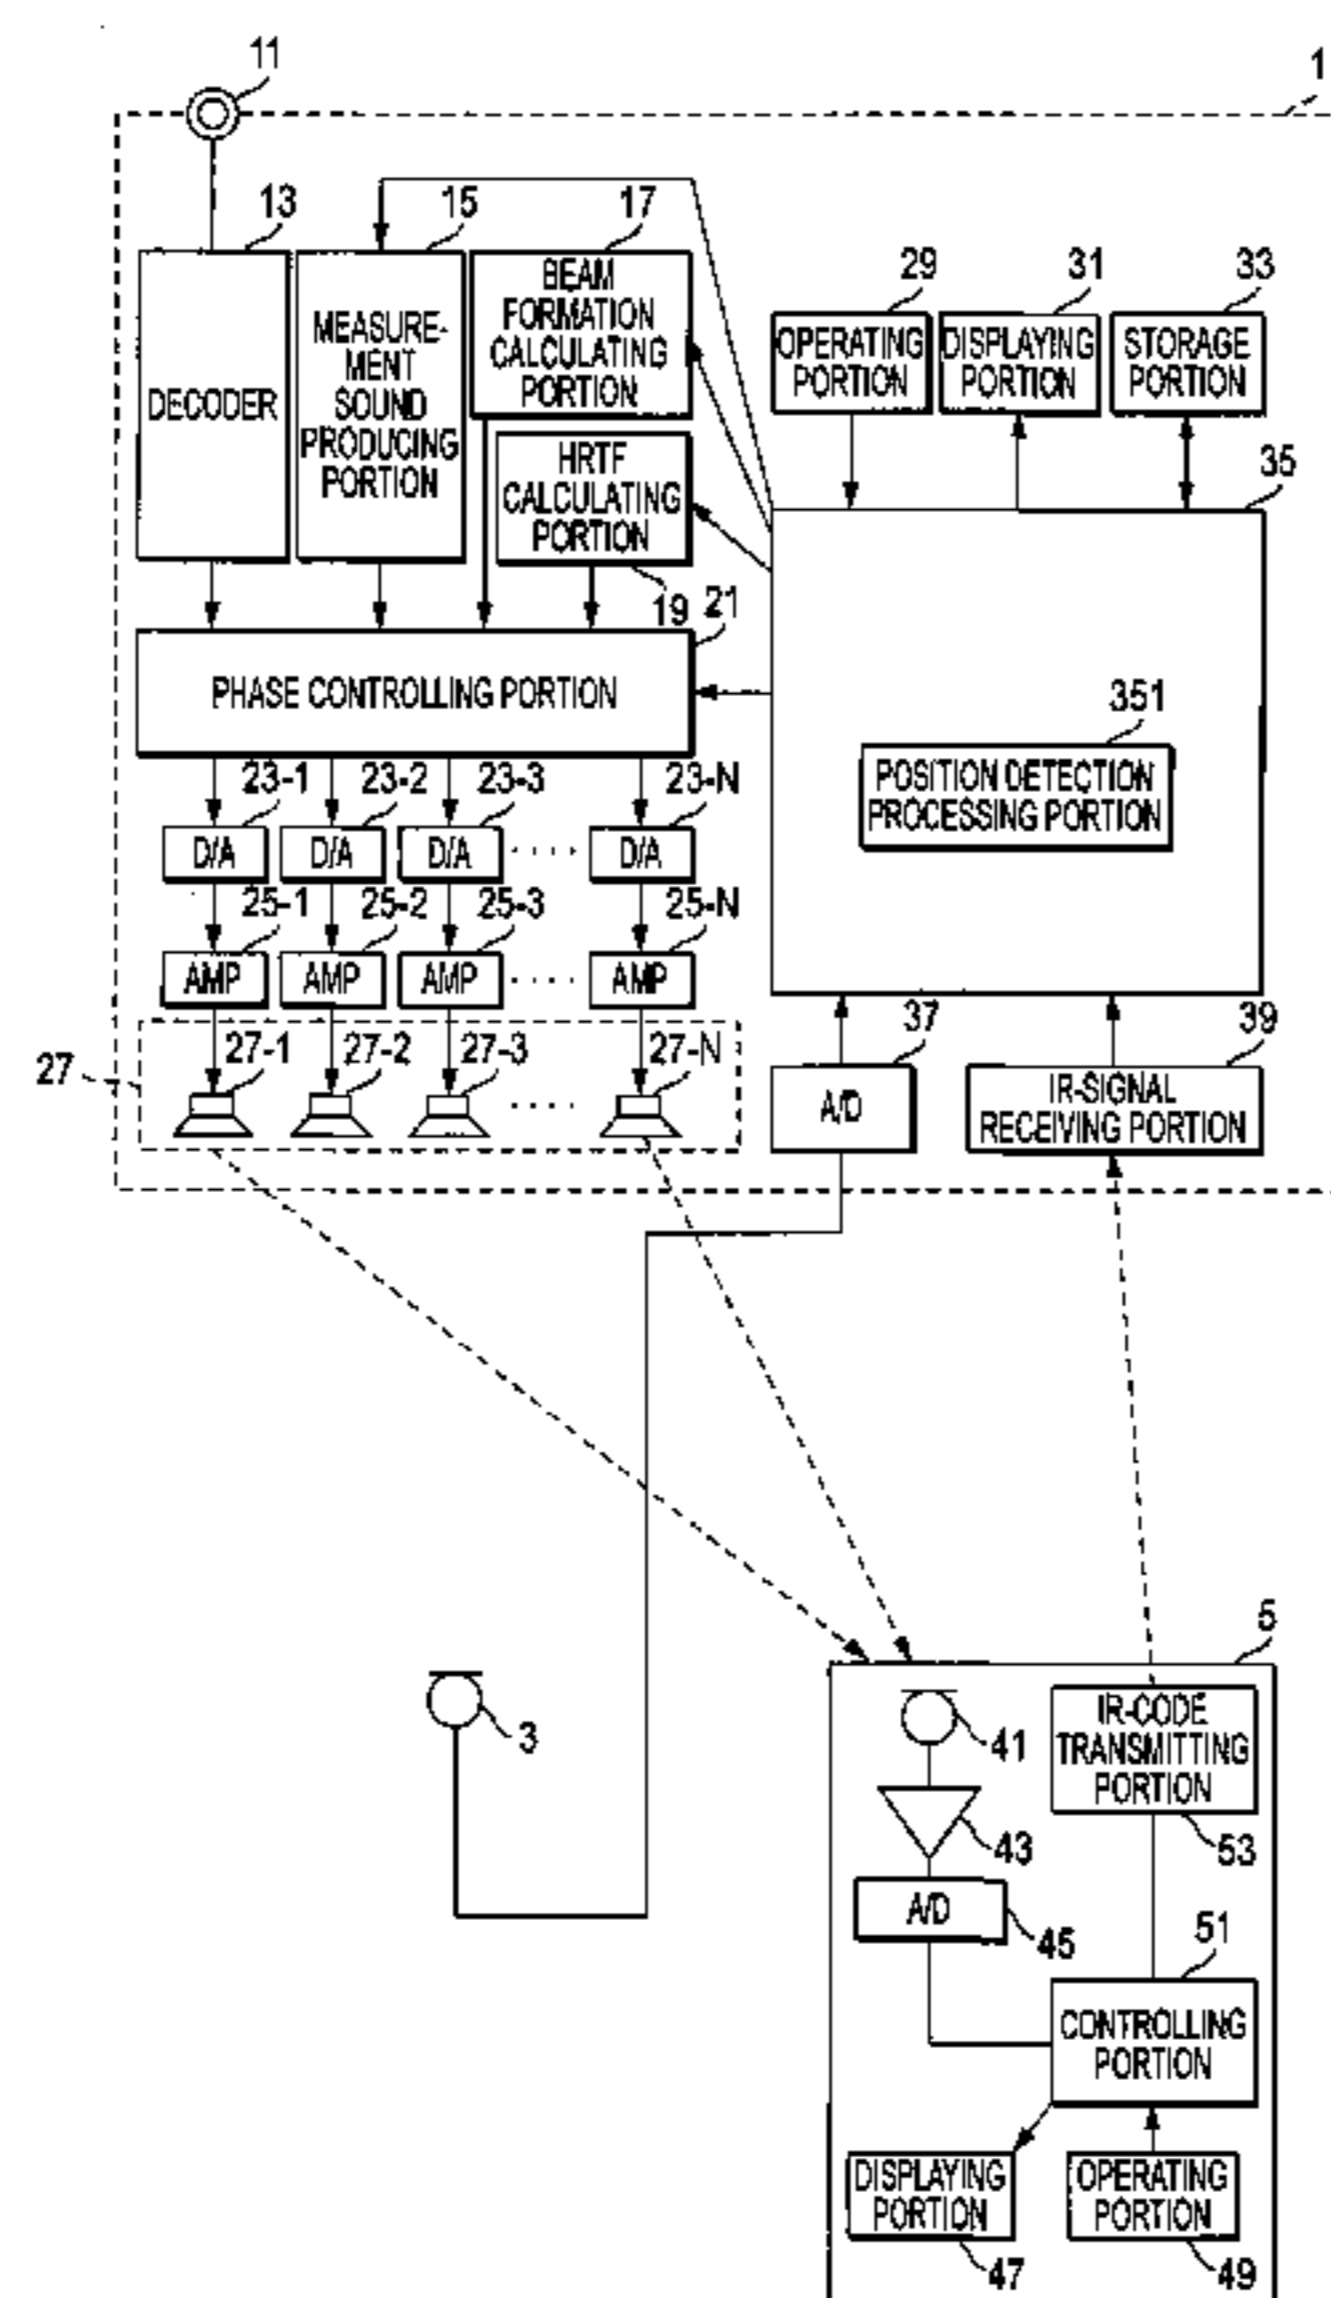 11
1
13
15
17
29
31
33
DECODER
MEASURE-
MENT
SOUND
PRODUCING
PORTION
BEAM
FORMATION
CALCULATING
PORTION
HRTF
CALCULATING
PORTION
19
21
OPERATING
PORTION
DISPLAYING
PORTION
STORAGE
PORTION
35
PHASE CONTROLLING PORTION
351
POSITION DETECTION
PROCESSING PORTION
23-1
23-2
23-3
23-N
D/A
D/A
D/A
D/A
25-1
25-2
25-3
25-N
AMP
AMP
AMP
AMP
27
27-1
27-2
27-3
27-N
37
39
A/D
IR-SIGNAL
RECEIVING PORTION
3
5
41
43
A/D
45
IR-CODE
TRANSMITTING
PORTION
53
51
CONTROLLING
PORTION
DISPLAYING
PORTION
47
OPERATING
PORTION
49